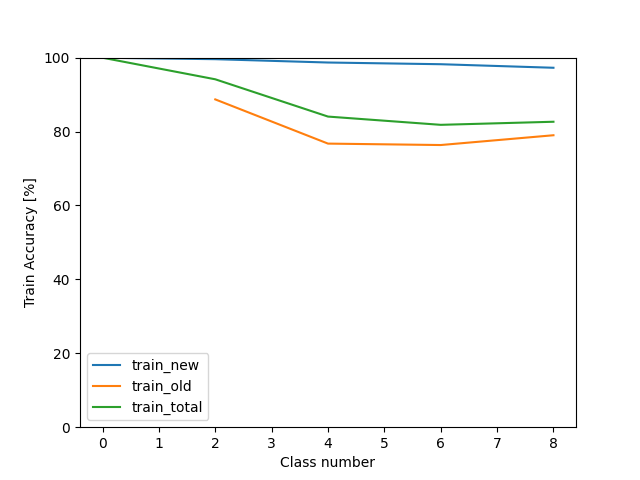 100
80
60
40
20
0
Train Accuracy [%]
train_new
train_old
train_total
0 1 2 3 4 5 6 7 8
Class number